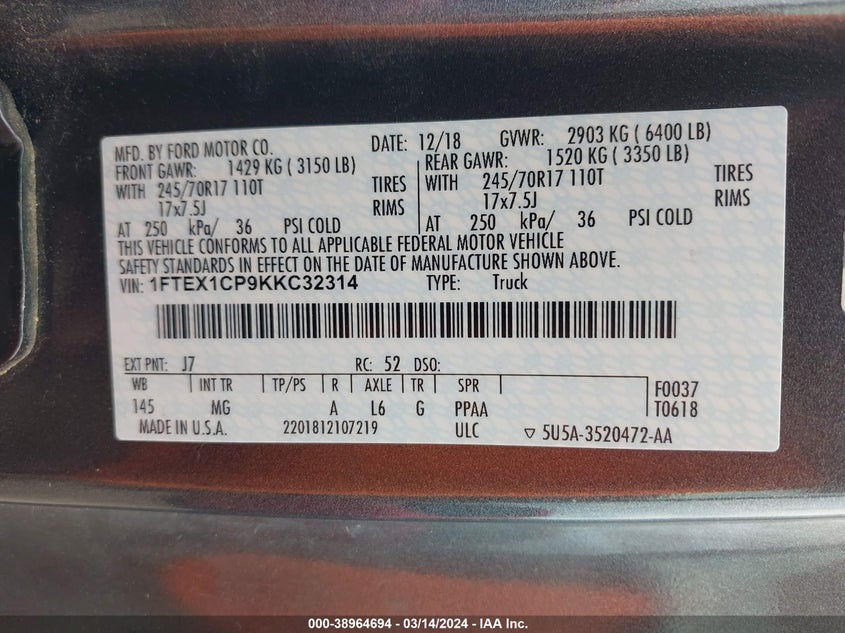 MFD. BY FORD MOTOR CO. DATE: 12/18 GVWR: 2903 KG ( 6400 LB)
FRONT GAWR: 1429 KG ( 3150 LB) REAR GAWR: 1520 KG ( 3350 LB)
WITH 245/70R17 110T TIRES WITH 245/70R17 110T TIRES
17x7.5J RIMS 17x7.5J RIMS
AT 250 kPa/ 36 PSI COLD AT 250 kPa/ 36 PSI COLD
THIS VEHICLE CONFORMS TO ALL APPLICABLE FEDERAL MOTOR VEHICLE
SAFETY STANDARDS IN EFFECT ON THE DATE OF MANUFACTURE SHOWN ABOVE.
VIN: 1FTEX1CP9KKC32314 TYPE: Truck
EXT PNT: J7 RC: 52 DSO:
WB INT TR TP/PS R AXLE TR SPR F0037
145 MG A L6 G PPAA T0618
MADE IN U.S.A. 2201812107219 ULC ▽ 5U5A-3520472-AA
000-38964694 - 03/14/2024 - IAA Inc.